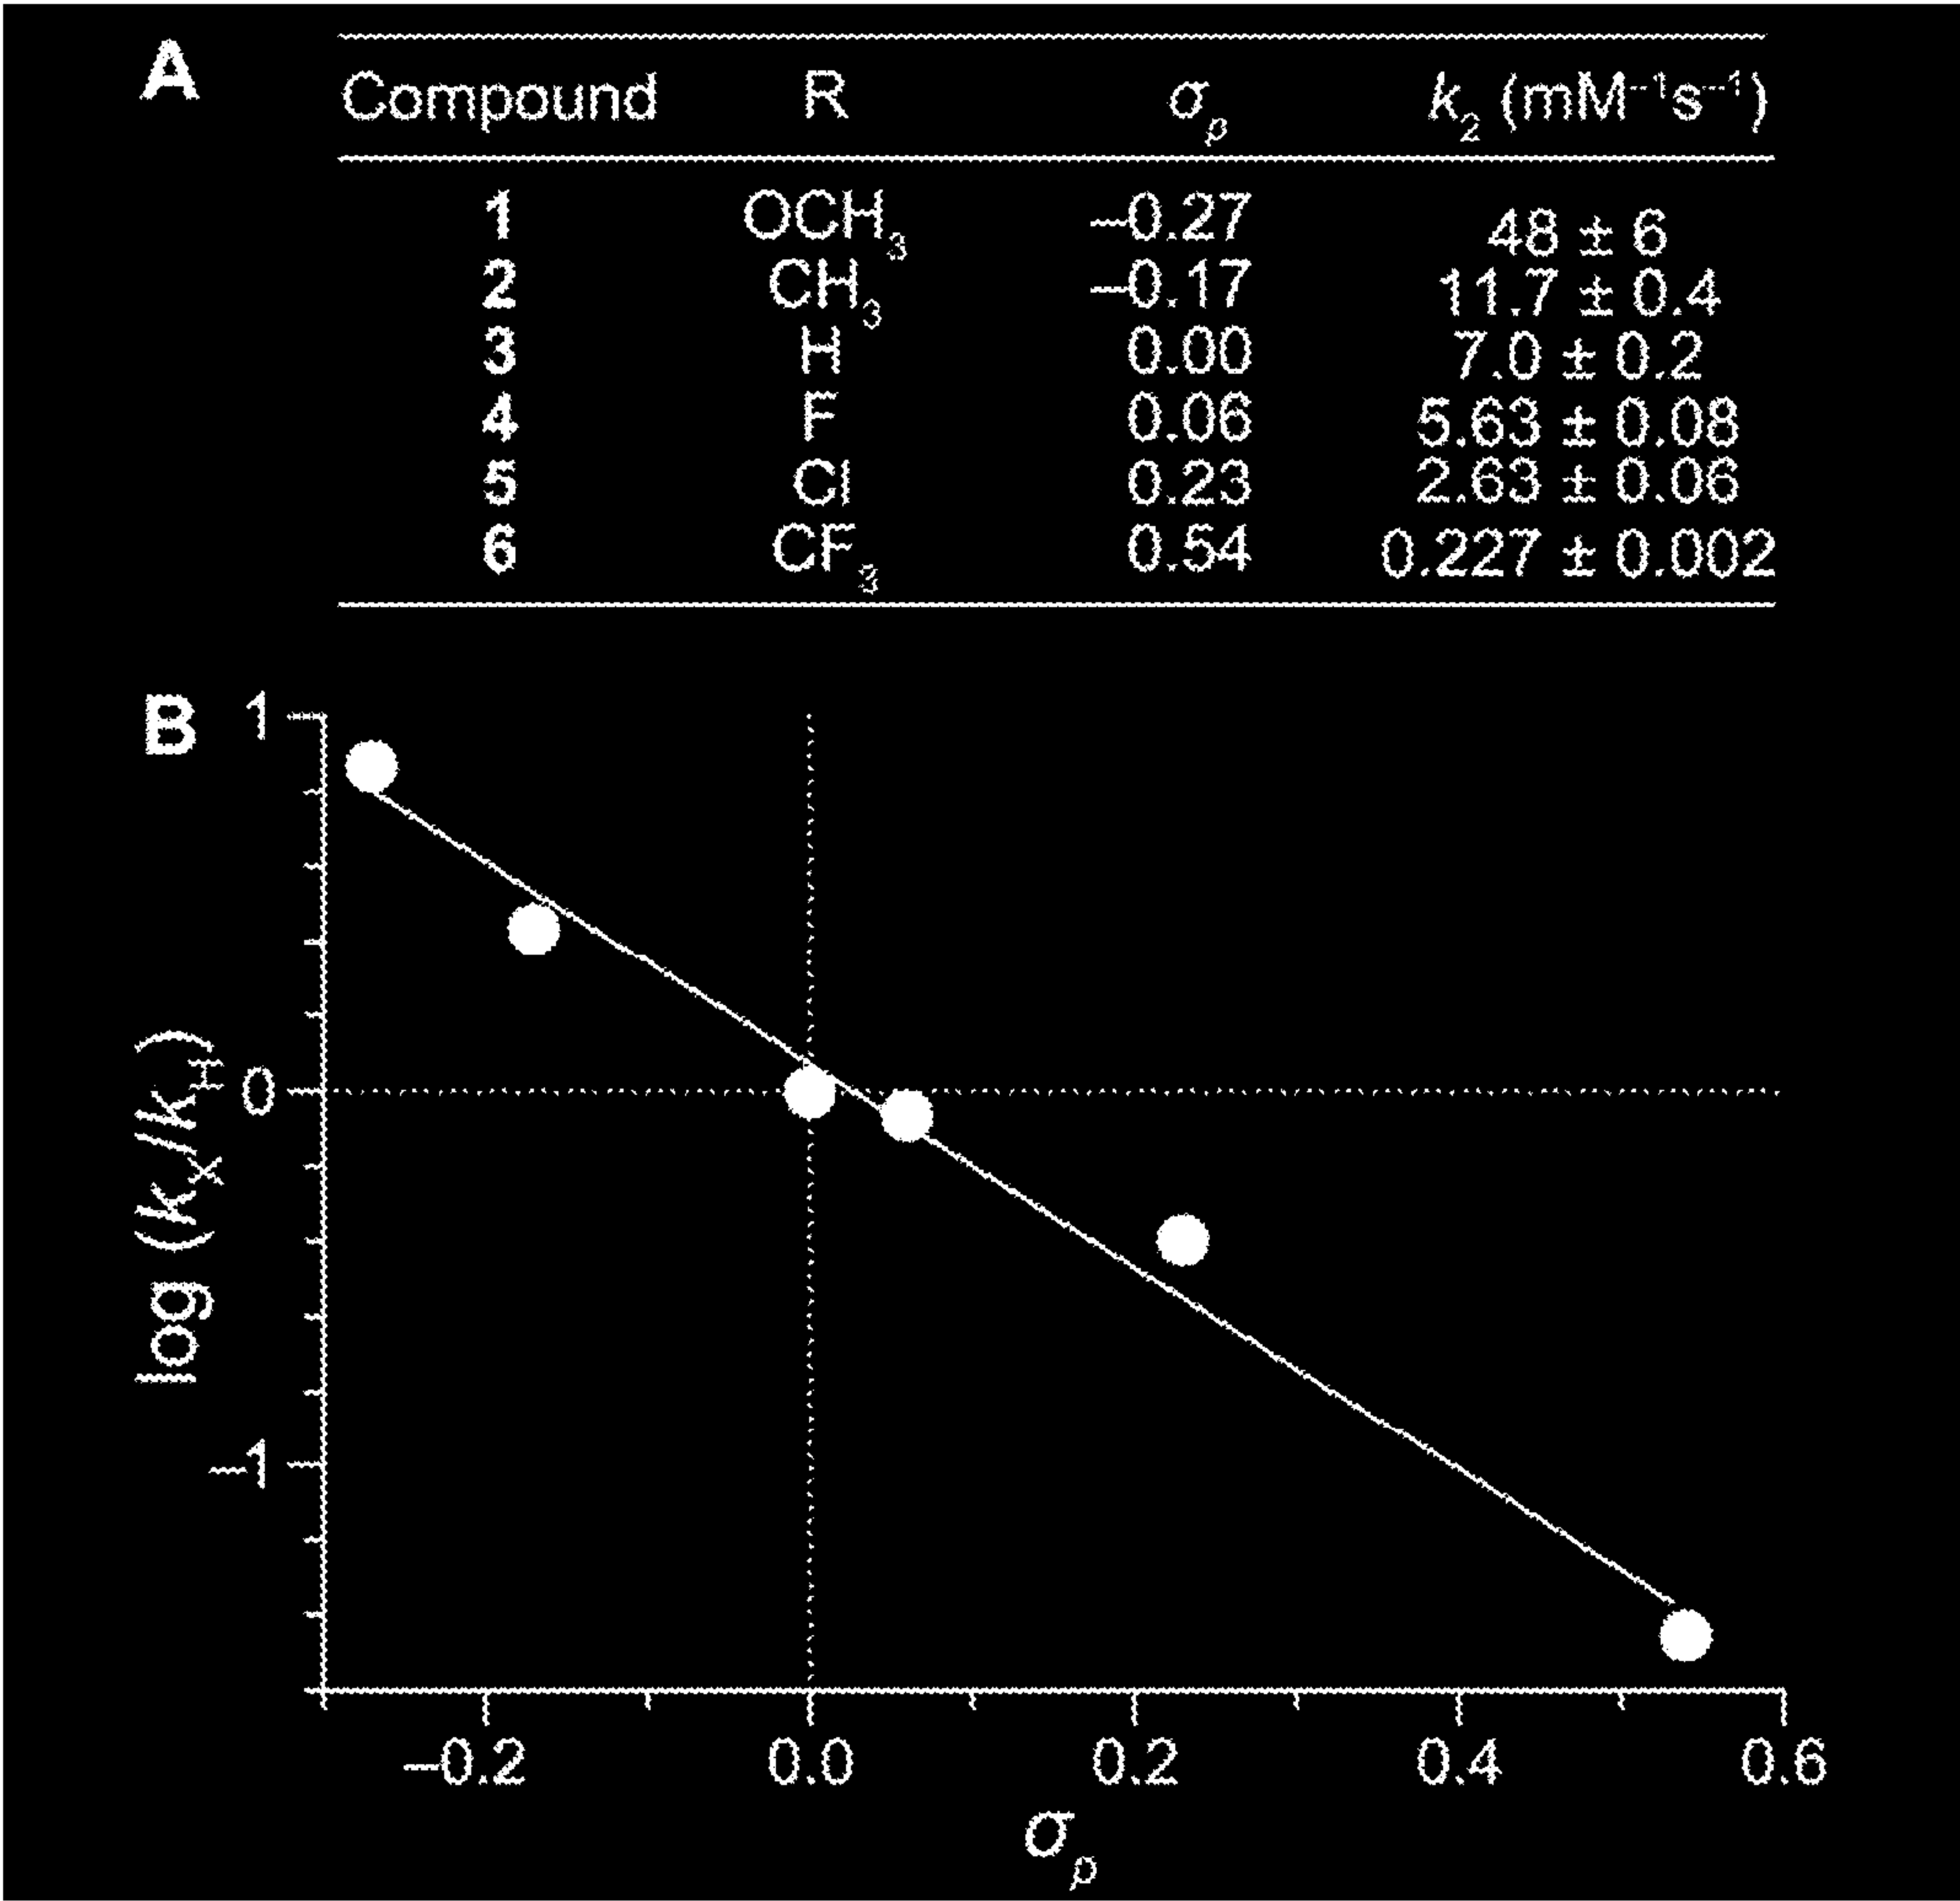 A
Compound R σp k2 (mM–1s–1)
1 OCH3 –0.27 48 ± 6
2 CH3 –0.17 11.7 ± 0.4
3 H 0.00 7.0 ± 0.2
4 F 0.06 5.63 ± 0.08
5 Cl 0.23 2.63 ± 0.06
6 CF3 0.54 0.227 ± 0.002
B
log (kx/kH)
1
0
–1
–0.2 0.0 0.2 0.4 0.6
σp